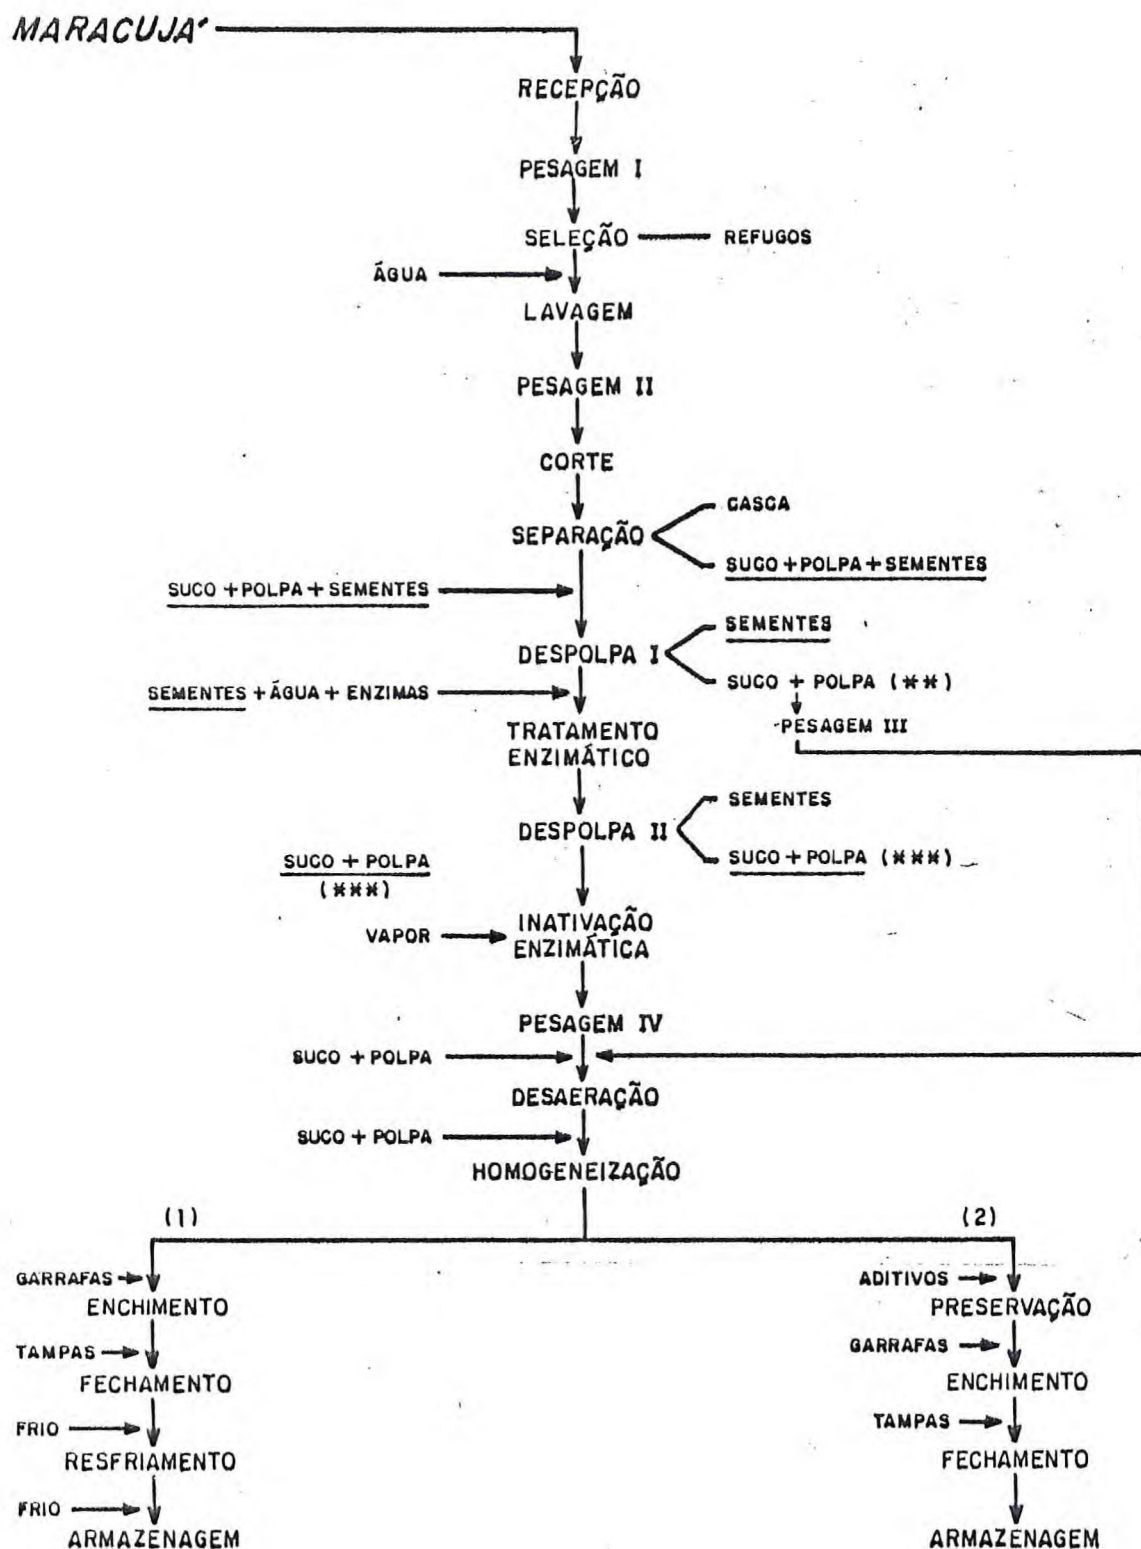 MARACUJÁ
RECEPÇÃO
PESAGEM I
SELEÇÃO REFUGOS
ÁGUA
LAVAGEM
PESAGEM II
CORTE
CASCA
SEPARAÇÃO
SUCO+POLPA+SEMENTES
SUCO+POLPA+SEMENTES
SEMENTES
DESPOLPA I
SUCO + POLPA (**)
SEMENTES + ÁGUA + ENZIMAS
PESAGEM III
TRATAMENTO
ENZIMÁTICO
SEMENTES
DESPOLPA II
SUCO + POLPA (***)
SUCO + POLPA
(***)
VAPOR
INATIVAÇÃO
ENZIMÁTICA
PESAGEM IV
SUCO + POLPA
DESAERAÇÃO
SUCO + POLPA
HOMOGENEIZAÇÃO
(1)
GARRAFAS
ENCHIMENTO
TAMPAS
FECHAMENTO
FRIO
RESFRIAMENTO
FRIO
ARMAZENAGEM
(2)
ADITIVOS
PRESERVAÇÃO
GARRAFAS
ENCHIMENTO
TAMPAS
FECHAMENTO
ARMAZENAGEM